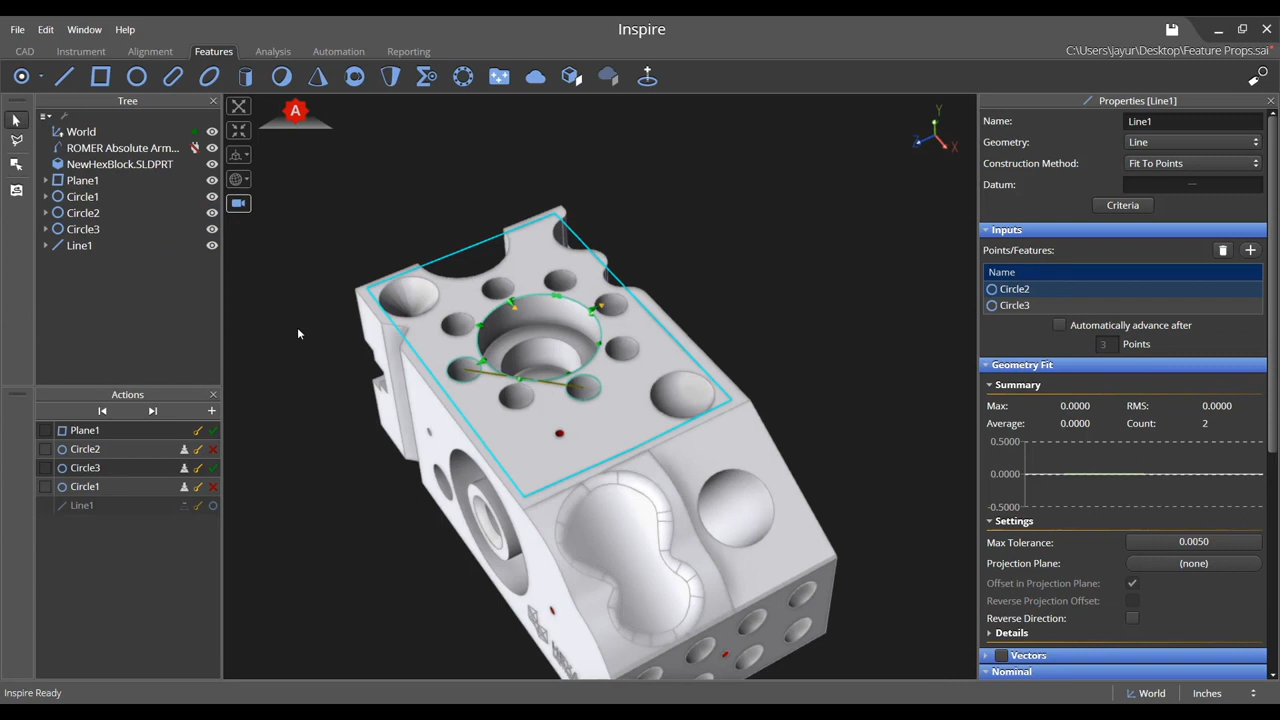 File Edit Window Help
Inspire
C:\Users\jayur\Desktop\Feature Props.sai*
CAD Instrument Alignment Features Analysis Automation Reporting
Tree
World
ROMER Absolute Arm...
NewHexBlock.SLDPRT
Plane1
Circle1
Circle2
Circle3
Line1
Actions
Plane1
Circle2
Circle3
Circle1
Line1
A
Y
Z
X
Properties [Line1]
Name: Line1
Geometry: Line
Construction Method: Fit To Points
Datum: —
Criteria
Inputs
Points/Features:
Name
Circle2
Circle3
Automatically advance after
3 Points
Geometry Fit
Summary
Max: 0.0000 RMS: 0.0000
Average: 0.0000 Count: 2
0.5000
0.0000
-0.5000
Settings
Max Tolerance: 0.0050
Projection Plane: (none)
Offset in Projection Plane:
Reverse Projection Offset:
Reverse Direction:
Details
Vectors
Nominal
Inspire Ready
World Inches